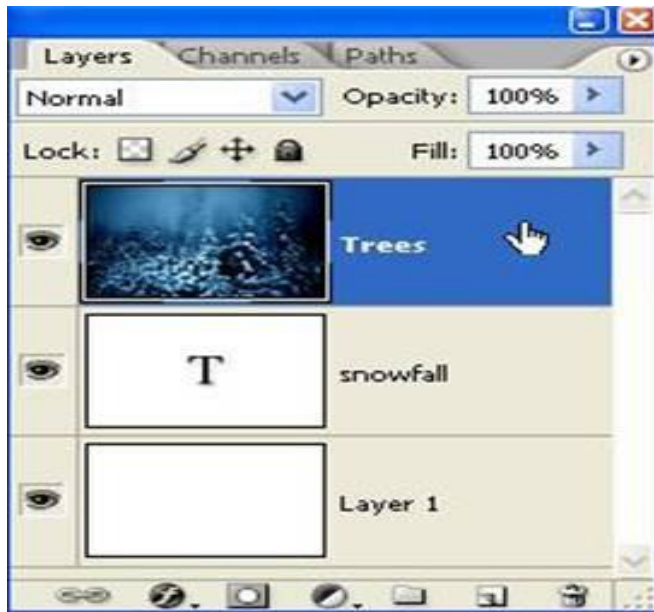 Layers Channels Paths
Normal Opacity: 100%
Lock: Fill: 100%
Trees
T
snowfall
Layer 1